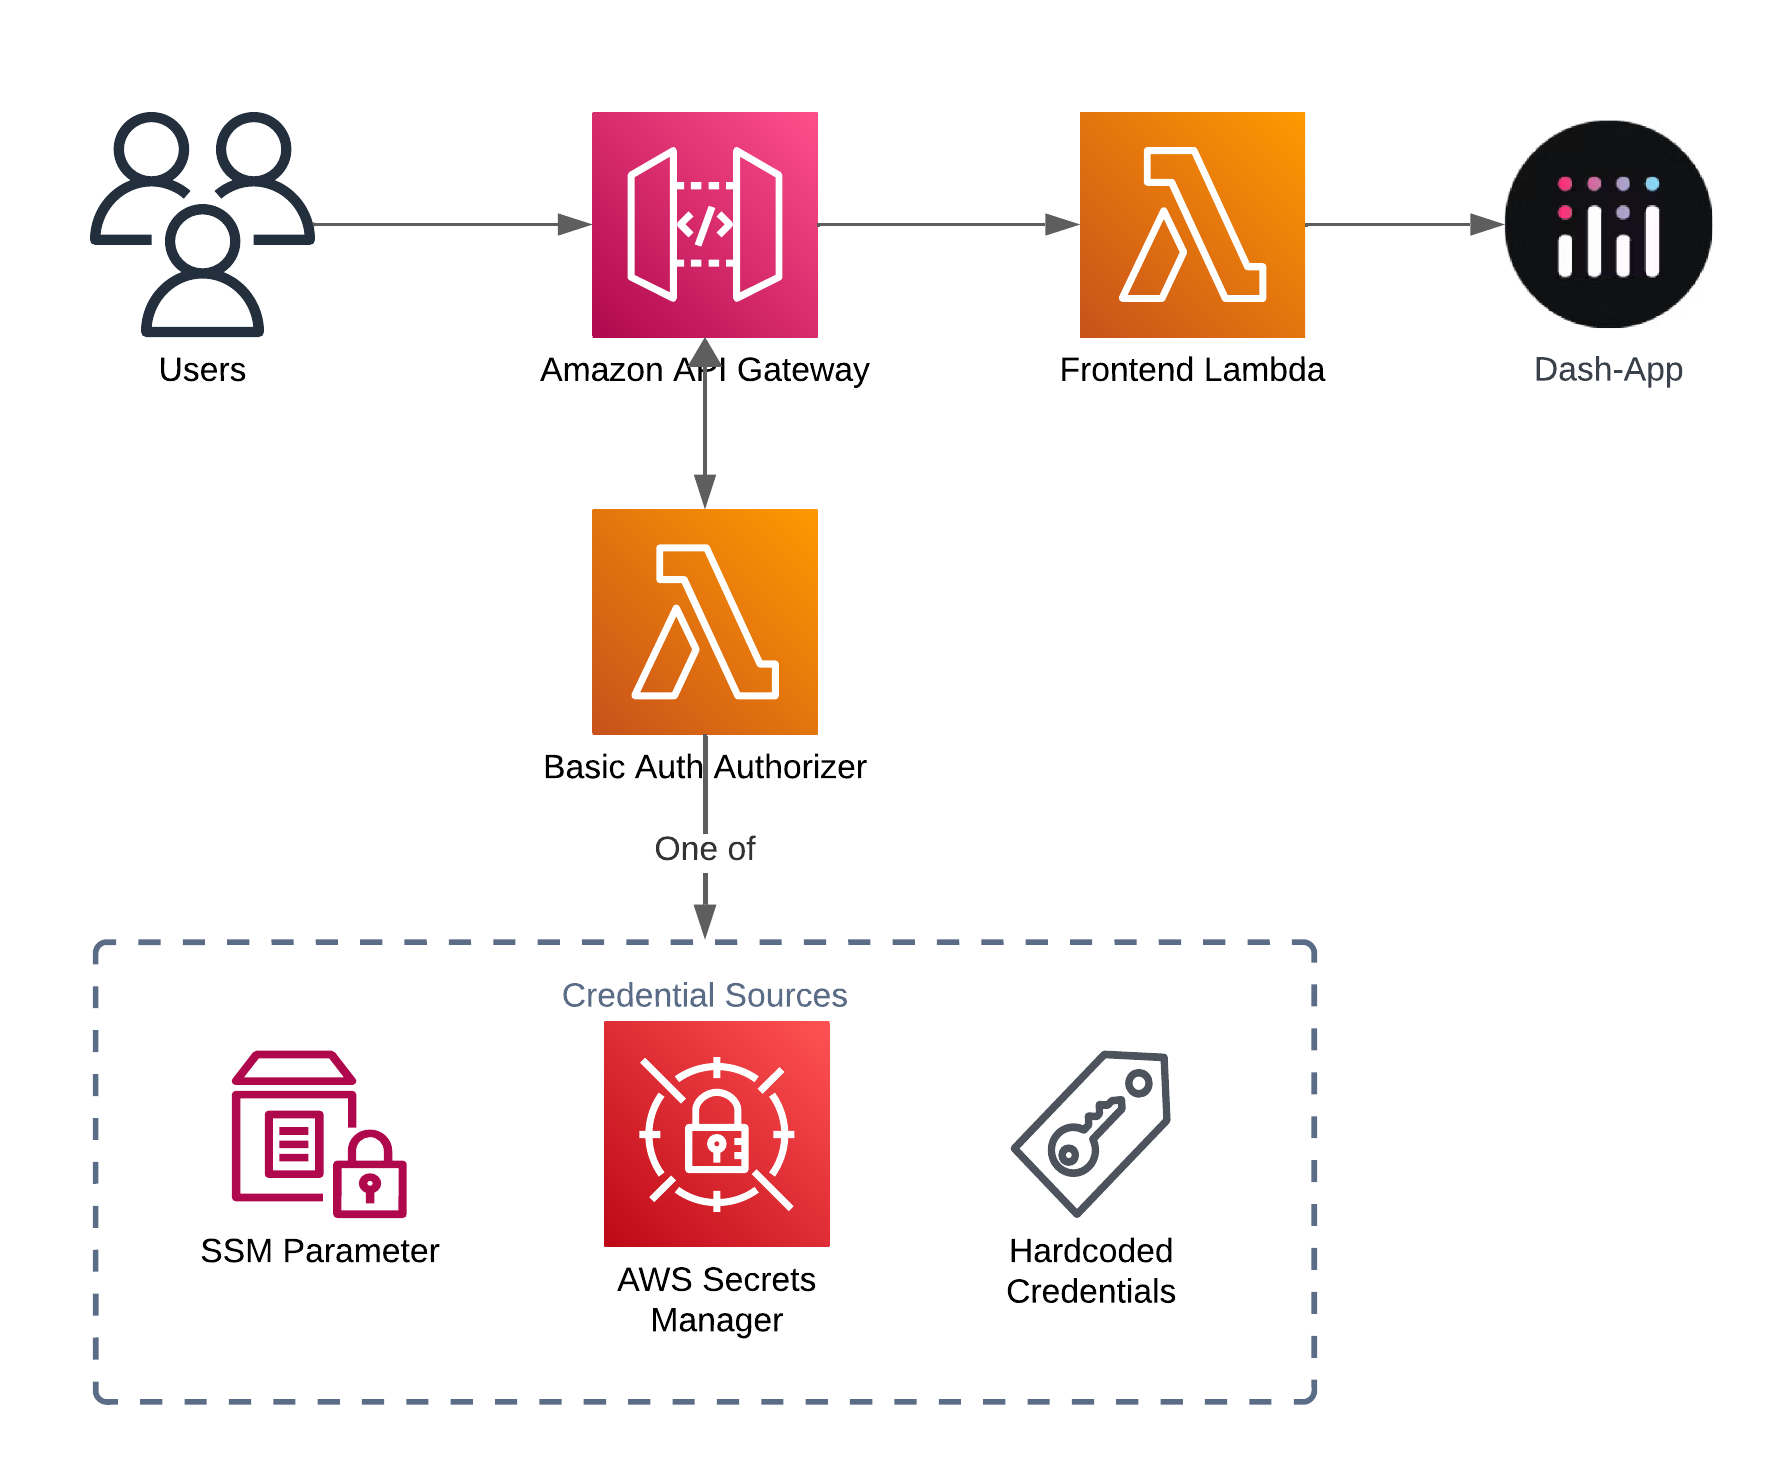 Users
Amazon API Gateway
Frontend Lambda
Dash-App
Basic Auth Authorizer
One of
Credential Sources
SSM Parameter
AWS Secrets
Manager
Hardcoded
Credentials